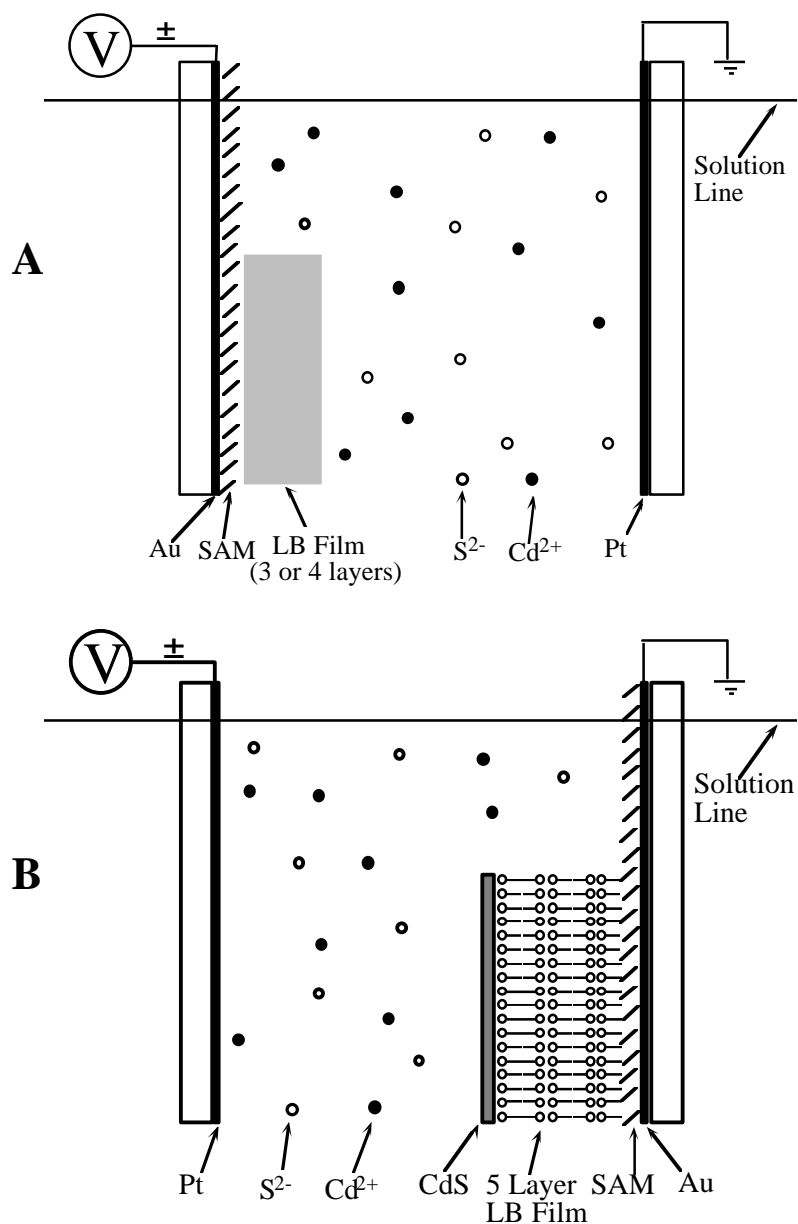 V ±
Solution
Line
A
Au SAM LB Film
(3 or 4 layers)
S²⁻ Cd²⁺ Pt
V ±
Solution
Line
B
Pt S²⁻ Cd²⁺ CdS 5 Layer
LB Film
SAM Au